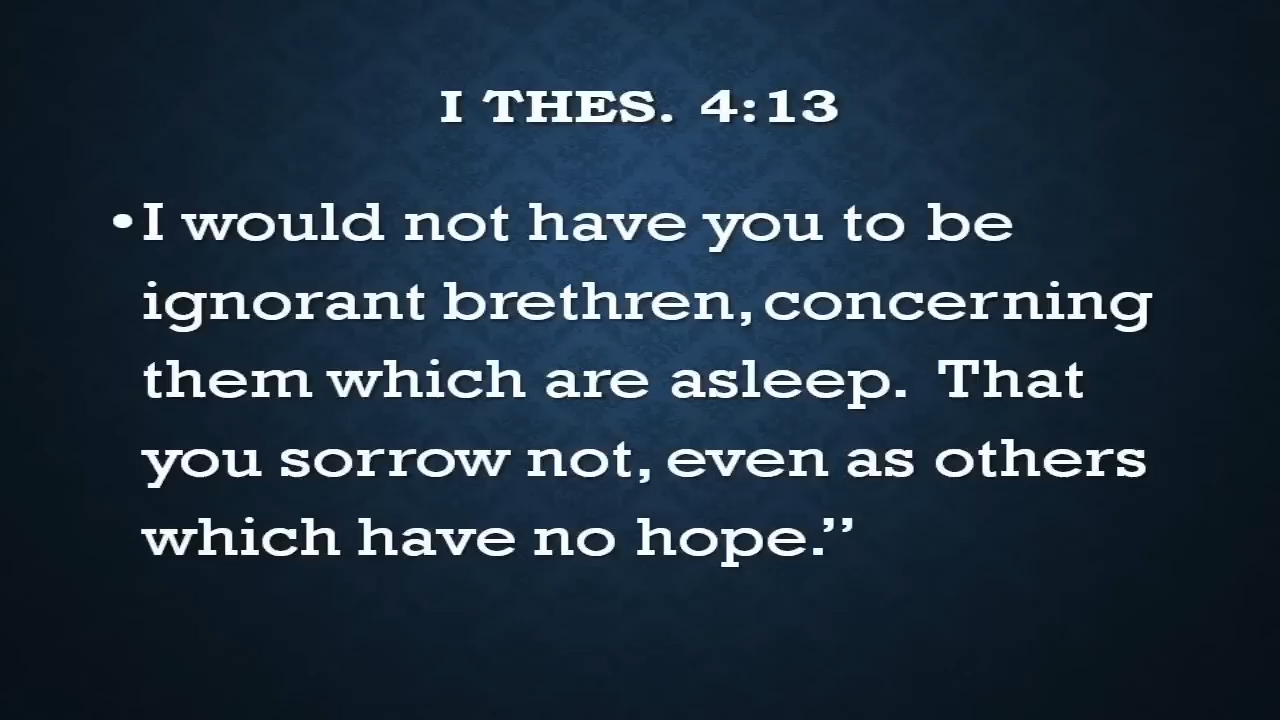 I THES. 4:13
•I would not have you to be
ignorant brethren, concerning
them which are asleep.  That
you sorrow not, even as others
which have no hope.”